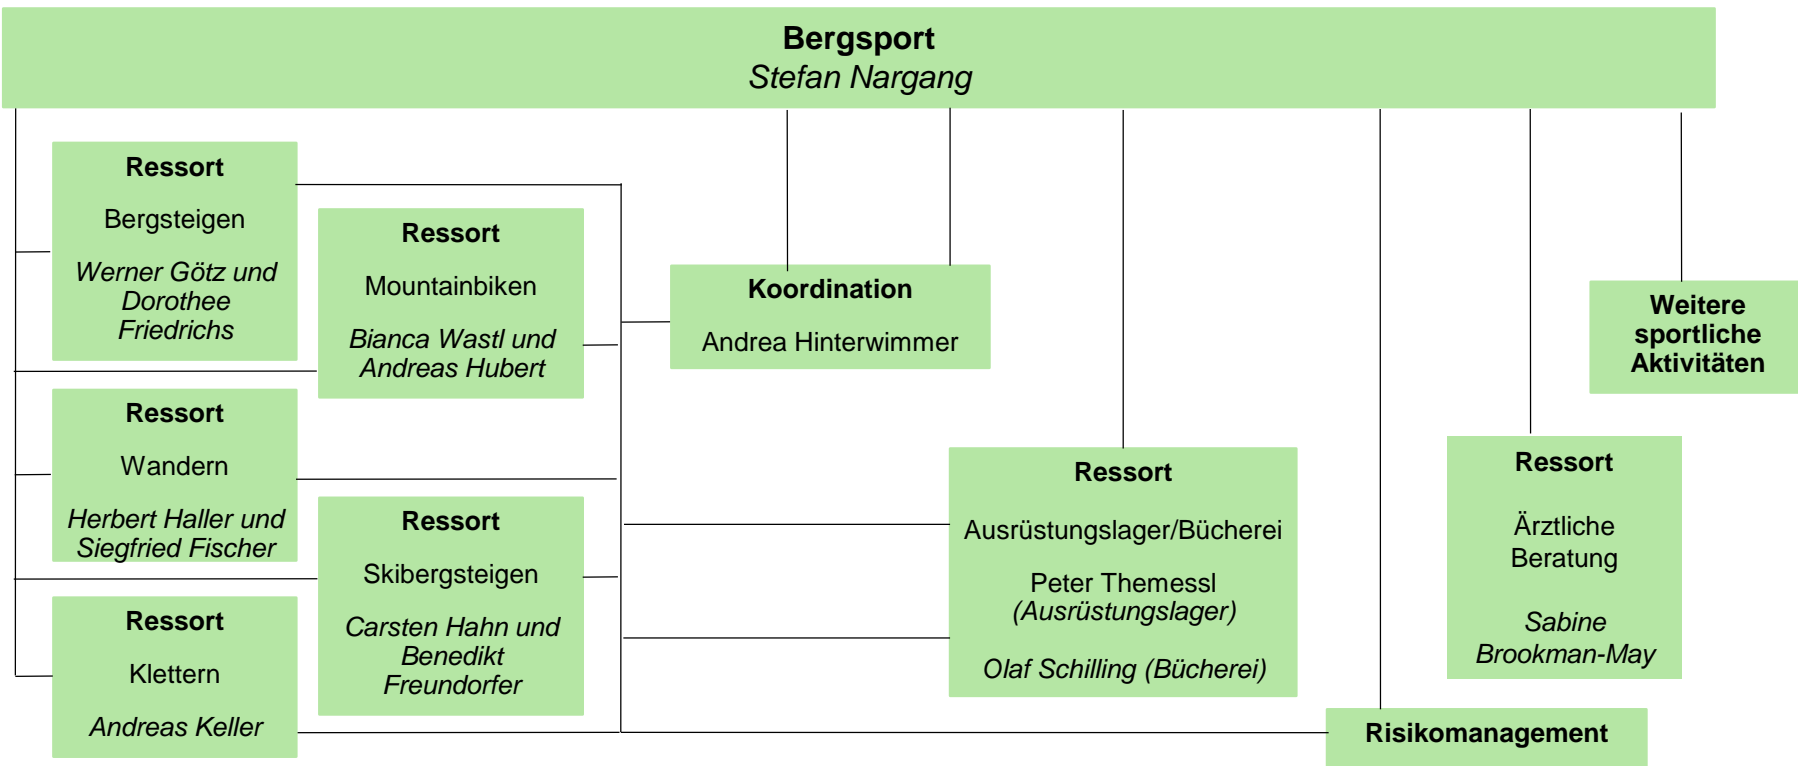 Bergsport
Stefan Nargang
Ressort
Bergsteigen
Werner Götz und
Dorothee
Friedrichs
Ressort
Mountainbiken
Bianca Wastl und
Andreas Hubert
Koordination
Andrea Hinterwimmer
Weitere
sportliche
Aktivitäten
Ressort
Wandern
Herbert Haller und
Siegfried Fischer
Ressort
Skibergsteigen
Carsten Hahn und
Benedikt
Freundorfer
Ressort
Ausrüstungslager/Bücherei
Peter Themessl
(Ausrüstungslager)
Olaf Schilling (Bücherei)
Ressort
Ärztliche
Beratung
Sabine
Brookman-May
Ressort
Klettern
Andreas Keller
Risikomanagement